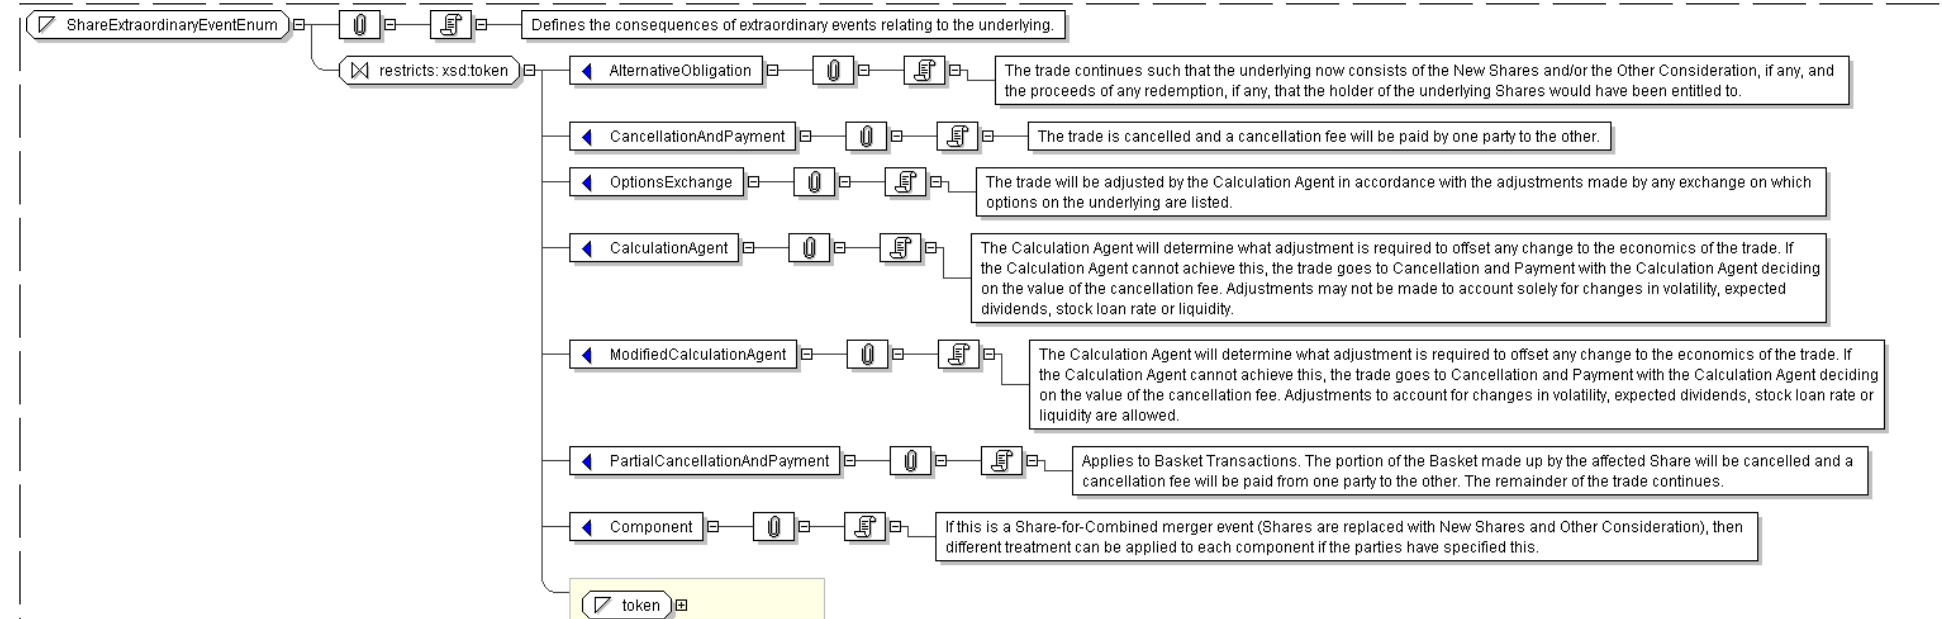 ShareExtraordinaryEventEnum
Defines the consequences of extraordinary events relating to the underlying.
restricts: xsd:token
AlternativeObligation
The trade continues such that the underlying now consists of the New Shares and/or the Other Consideration, if any, and
the proceeds of any redemption, if any, that the holder of the underlying Shares would have been entitled to.
CancellationAndPayment
The trade is cancelled and a cancellation fee will be paid by one party to the other.
OptionsExchange
The trade will be adjusted by the Calculation Agent in accordance with the adjustments made by any exchange on which
options on the underlying are listed.
CalculationAgent
The Calculation Agent will determine what adjustment is required to offset any change to the economics of the trade. If
the Calculation Agent cannot achieve this, the trade goes to Cancellation and Payment with the Calculation Agent deciding
on the value of the cancellation fee. Adjustments may not be made to account solely for changes in volatility, expected
dividends, stock loan rate or liquidity.
ModifiedCalculationAgent
The Calculation Agent will determine what adjustment is required to offset any change to the economics of the trade. If
the Calculation Agent cannot achieve this, the trade goes to Cancellation and Payment with the Calculation Agent deciding
on the value of the cancellation fee. Adjustments to account for changes in volatility, expected dividends, stock loan rate or
liquidity are allowed.
PartialCancellationAndPayment
Applies to Basket Transactions. The portion of the Basket made up by the affected Share will be cancelled and a
cancellation fee will be paid from one party to the other. The remainder of the trade continues.
Component
If this is a Share-for-Combined merger event (Shares are replaced with New Shares and Other Consideration), then
different treatment can be applied to each component if the parties have specified this.
token